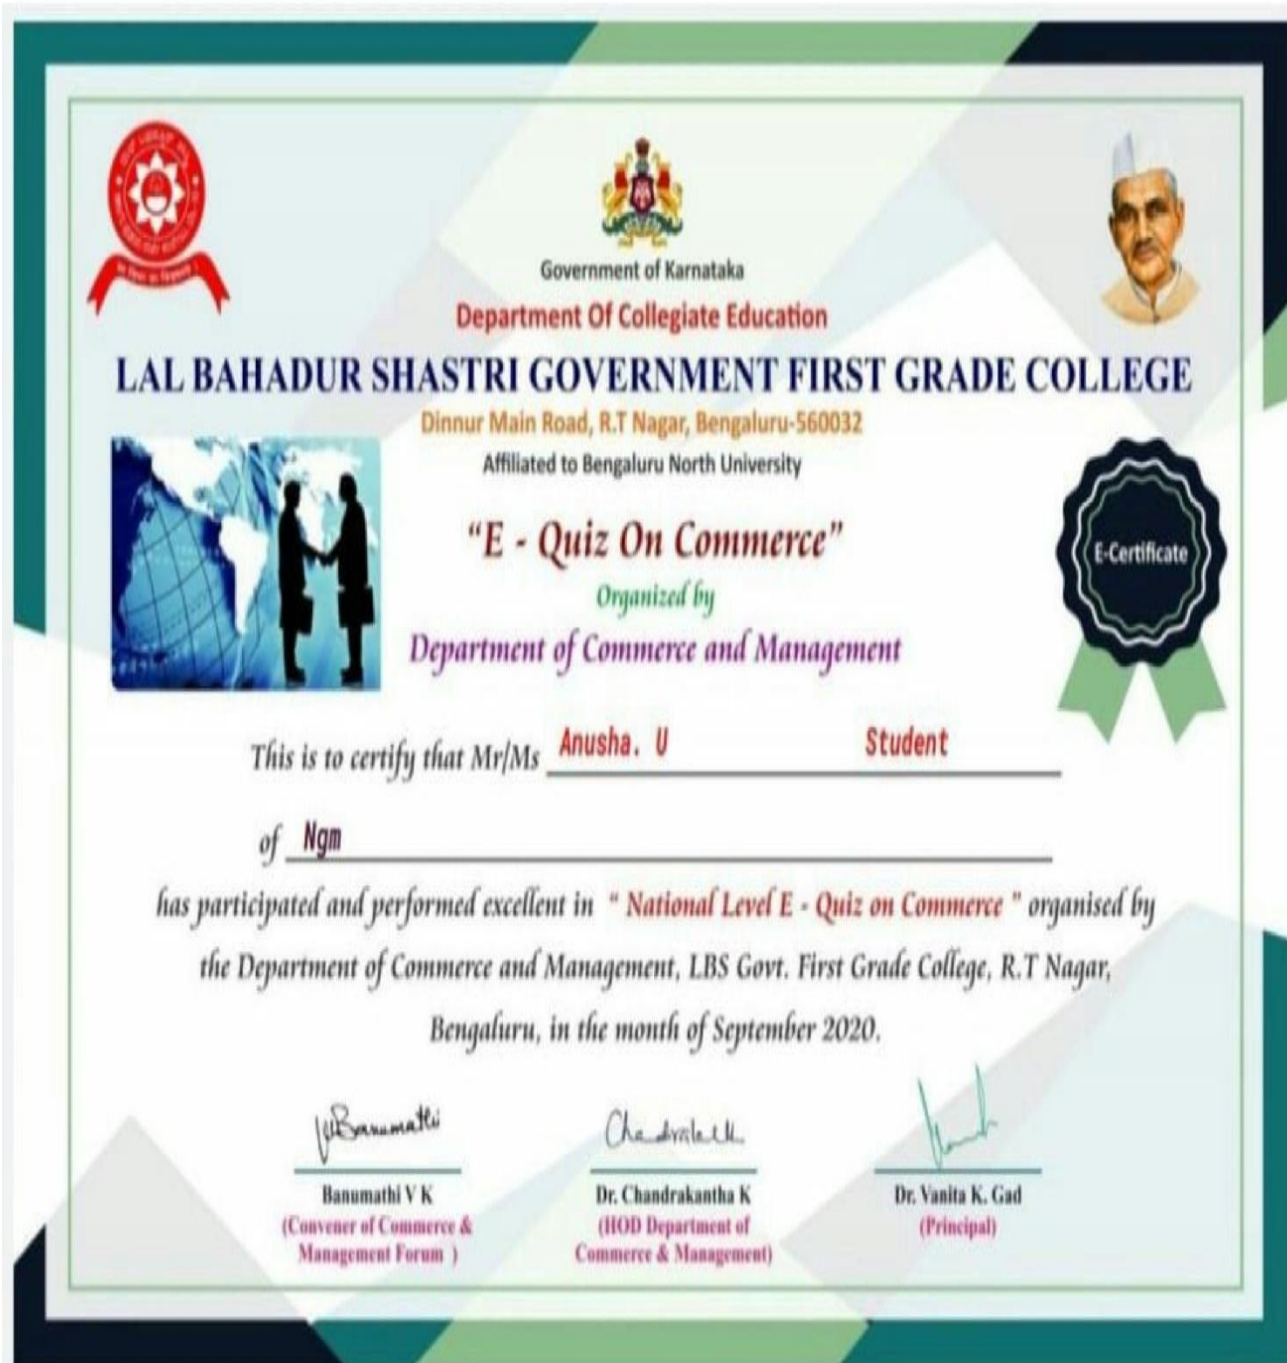 Government of Karnataka
Department Of Collegiate Education
LAL BAHADUR SHASTRI GOVERNMENT FIRST GRADE COLLEGE
Dinnur Main Road, R.T Nagar, Bengaluru-560032
Affiliated to Bengaluru North University
“E - Quiz On Commerce”
E-Certificate
Organized by
Department of Commerce and Management
This is to certify that Mr/Ms Anusha. U Student
of Ngm
has participated and performed excellent in “ National Level E - Quiz on Commerce ” organised by
the Department of Commerce and Management, LBS Govt. First Grade College, R.T Nagar,
Bengaluru, in the month of September 2020.
Banumathi V K
(Convener of Commerce &
Management Forum )
Dr. Chandrakantha K
(HOD Department of
Commerce & Management)
Dr. Vanita K. Gad
(Principal)